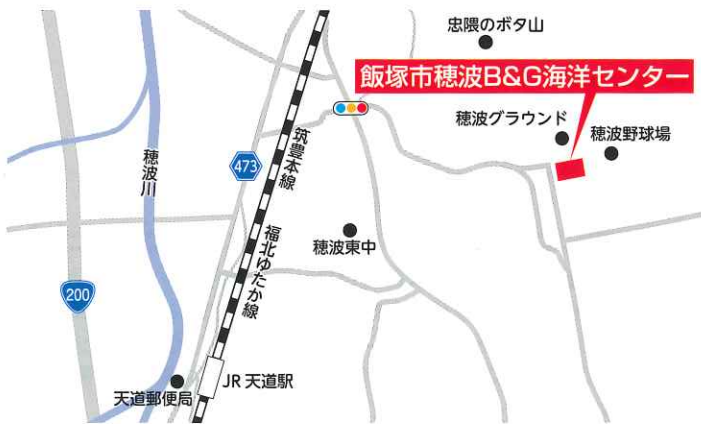 忠隈のボタ山
飯塚市穂波B&G海洋センター
穂波グラウンド
穂波野球場
穂波川
473
筑豊本線
福北ゆたか線
穂波東中
200
JR 天道駅
天道郵便局